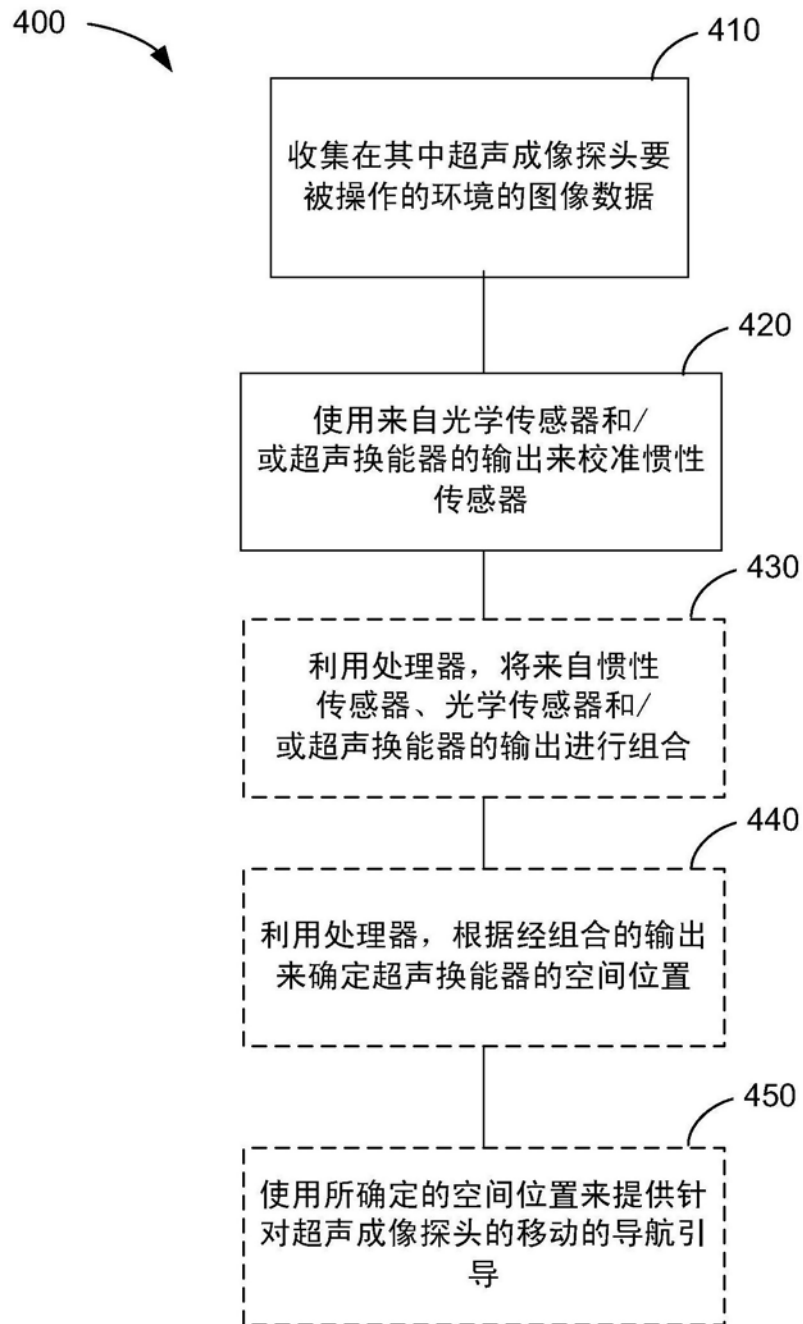 400
410
收集在其中超声成像探头要
被操作的环境的图像数据
420
使用来自光学传感器和/
或超声换能器的输出来校准惯性
传感器
430
利用处理器，将来自惯性
传感器、光学传感器和/
或超声换能器的输出进行组合
440
利用处理器，根据经组合的输出
来确定超声换能器的空间位置
450
使用所确定的空间位置来提供针
对超声成像探头的移动的导航引
导